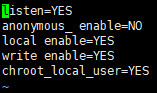 listen=YES
anonymous_ enable=NO
local enable=YES
write enable=YES
chroot_local_user=YES
~